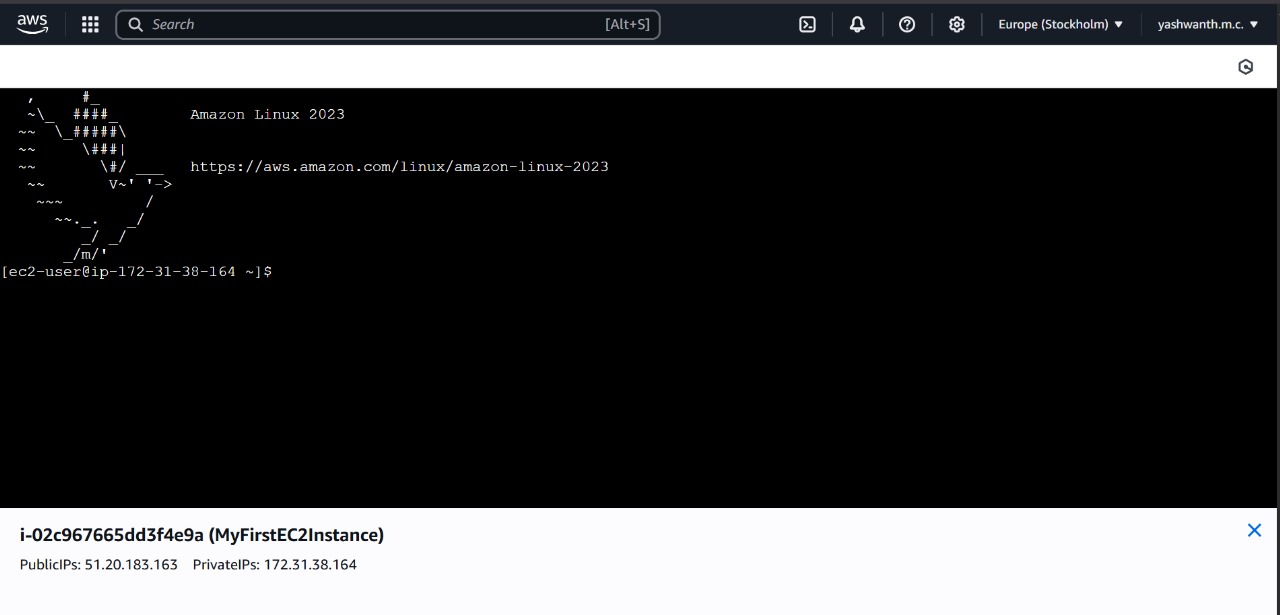 aws
Search [Alt+S]
Europe (Stockholm)
yashwanth.m.c.
   ,     #_
   ~\_  ####_        Amazon Linux 2023
  ~~  \_#####\
  ~~     \###|
  ~~       \#/ ___   https://aws.amazon.com/linux/amazon-linux-2023
   ~~       V~' '->
    ~~~         /
      ~~._.   _/
         _/ _/
       _/m/'
[ec2-user@ip-172-31-38-164 ~]$
i-02c967665dd3f4e9a (MyFirstEC2Instance)
PublicIPs: 51.20.183.163 PrivateIPs: 172.31.38.164